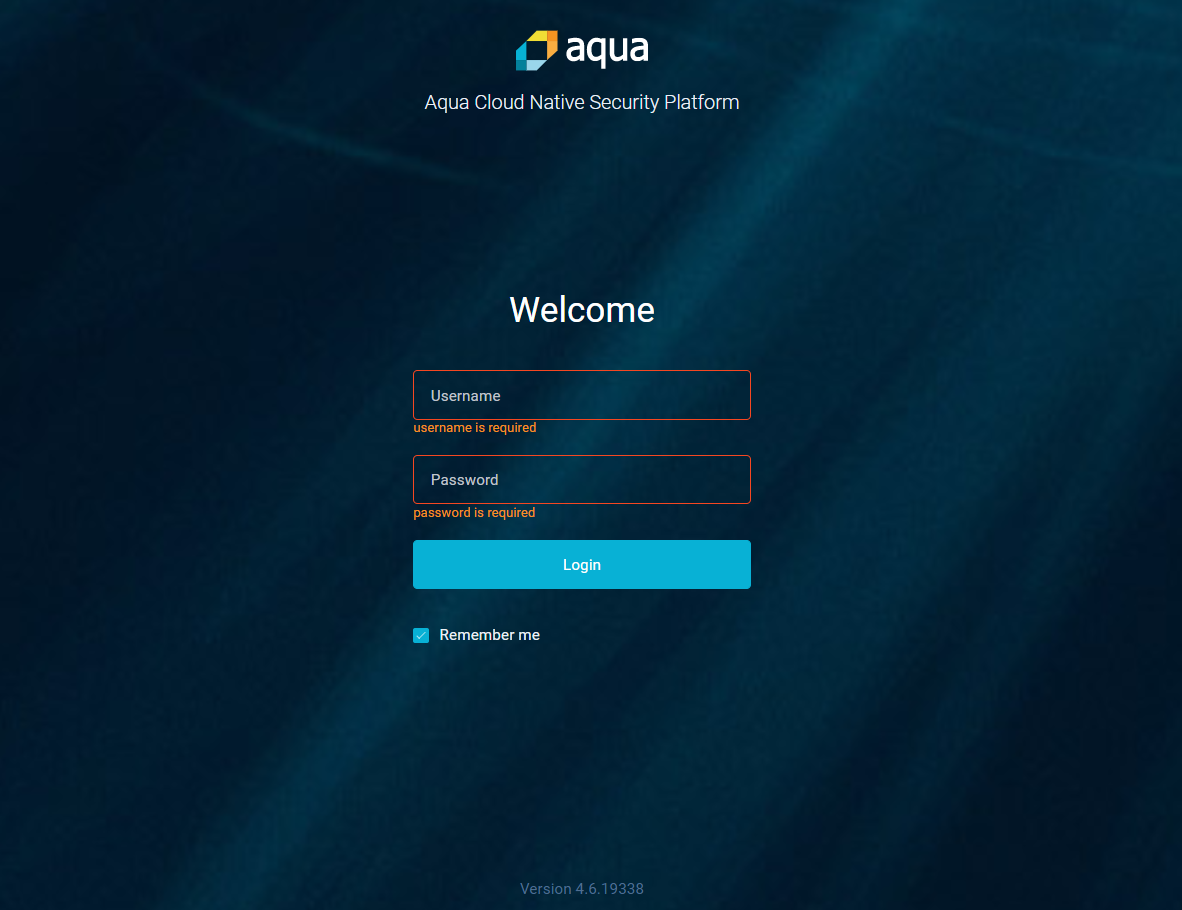 aqua
Aqua Cloud Native Security Platform
Welcome
Username
username is required
Password
password is required
Login
Remember me
Version 4.6.19338